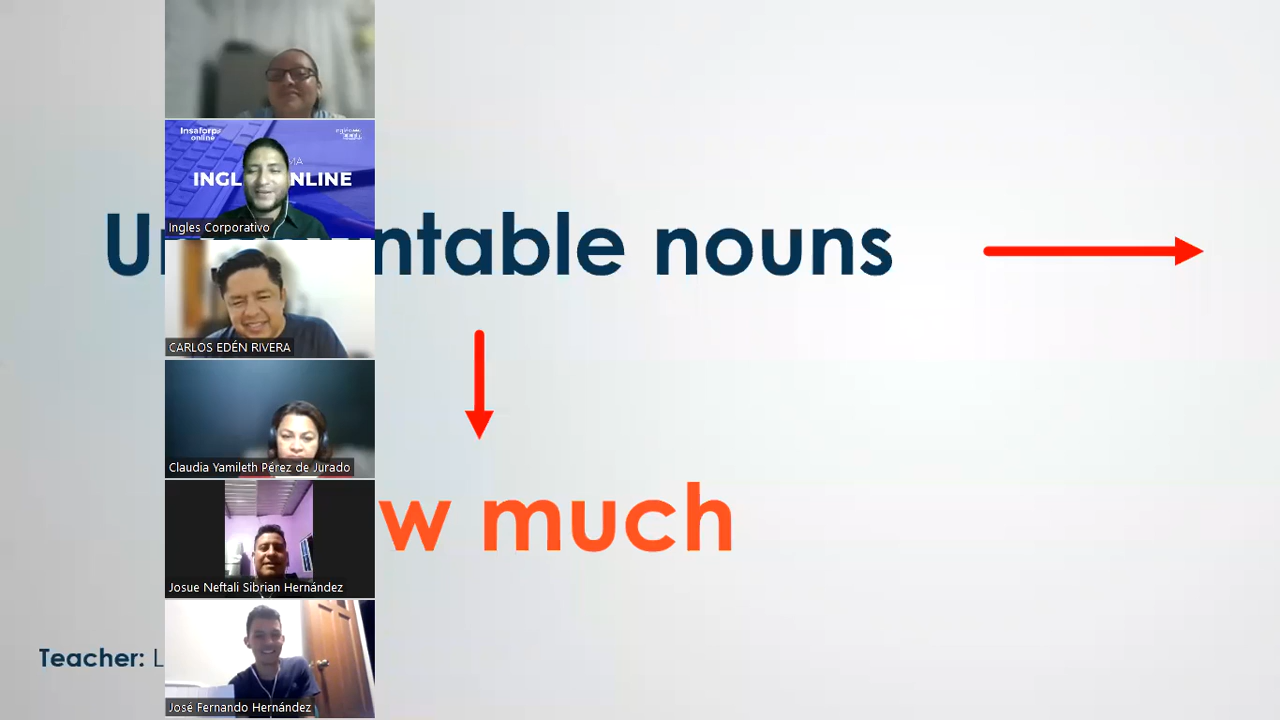 Insaforp
online
INGL NLINE
Ingles Corporativo
U ntable nouns
CARLOS EDÉN RIVERA
Claudia Yamileth Pérez de Jurado
w much
Josue Neftali Sibrian Hernández
Teacher: L
José Fernando Hernández